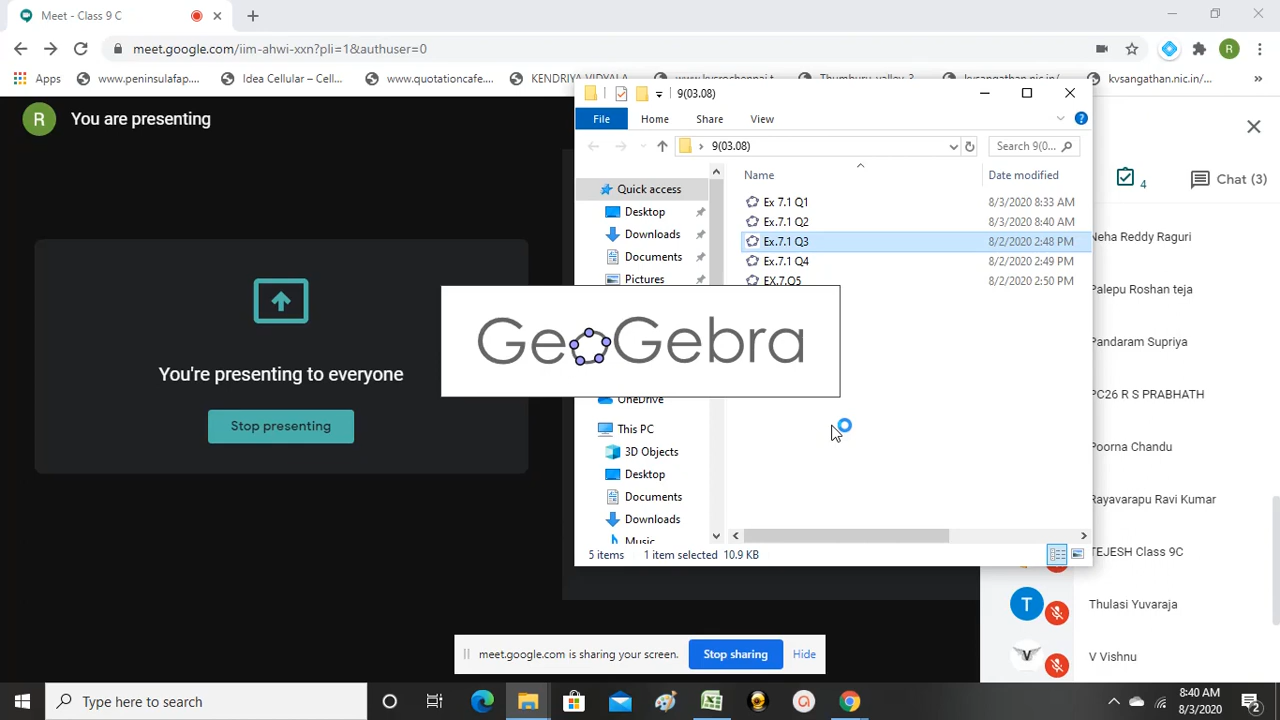 Meet - Class 9 C
meet.google.com/iim-ahwi-xxn?pli=1&authuser=0
R
Apps
www.peninsulafap....
Idea Cellular – Cell...
www.quotationcafe....
KENDRIYA VIDYALA
Thumburu-valley-3
kvsangathan.nic.in/
kvsangathan.nic.in/...
»
R
You are presenting
9(03.08)
File
Home
Share
View
9(03.08)
Search 9(0...
4
Chat (3)
Name
Date modified
Quick access
Desktop
Downloads
Documents
Pictures
Ex 7.1 Q1
8/3/2020 8:33 AM
Ex.7.1 Q2
8/3/2020 8:40 AM
Ex.7.1 Q3
8/2/2020 2:48 PM
Ex.7.1 Q4
8/2/2020 2:49 PM
EX.7.Q5
8/2/2020 2:50 PM
GeoGebra
You're presenting to everyone
Stop presenting
OneDrive
This PC
3D Objects
Desktop
Documents
Downloads
Music
5 items
1 item selected 10.9 KB
Neha Reddy Raguri
Palepu Roshan teja
Pandaram Supriya
PC26 R S PRABHATH
Poorna Chandu
Rayavarapu Ravi Kumar
TEJESH Class 9C
T
Thulasi Yuvaraja
V Vishnu
meet.google.com is sharing your screen.
Stop sharing
Hide
Type here to search
8:40 AM
8/3/2020
2